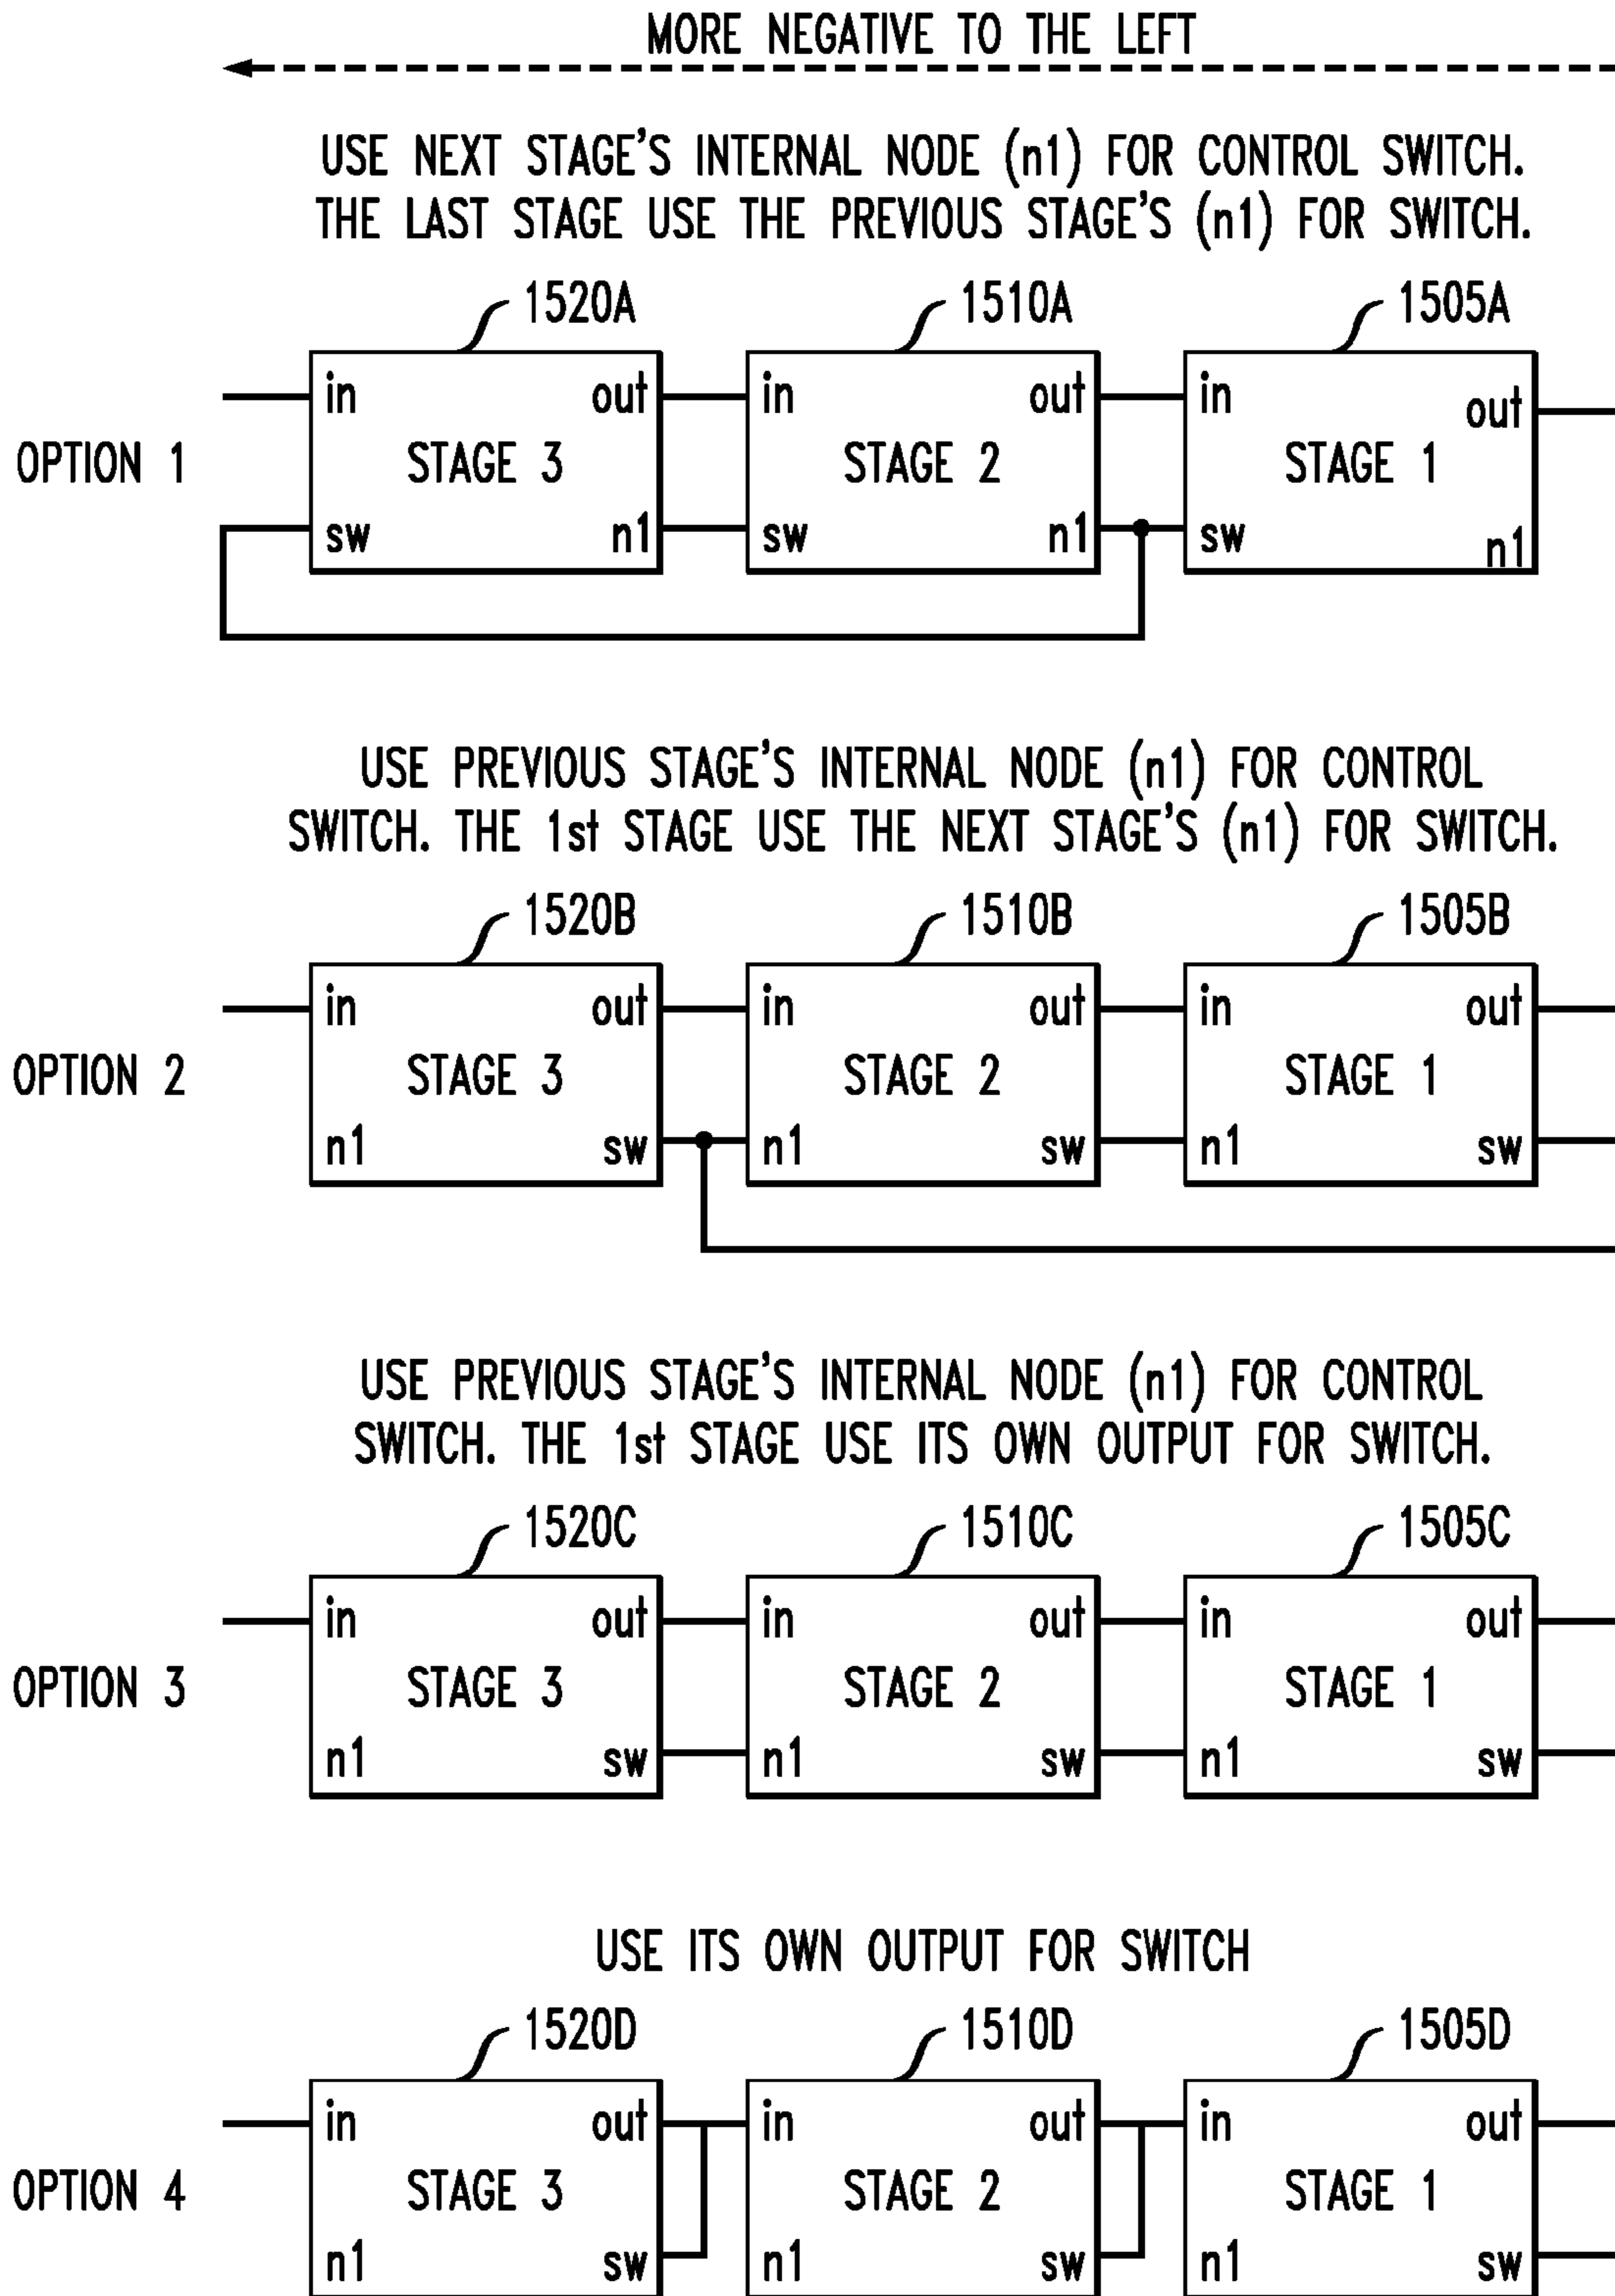 MORE NEGATIVE TO THE LEFT
USE NEXT STAGE'S INTERNAL NODE (n1) FOR CONTROL SWITCH.
THE LAST STAGE USE THE PREVIOUS STAGE'S (n1) FOR SWITCH.
1520A 1510A 1505A
in out in out in out
OPTION 1 STAGE 3 STAGE 2 STAGE 1
sw n1 sw n1 sw n1
USE PREVIOUS STAGE'S INTERNAL NODE (n1) FOR CONTROL
SWITCH. THE 1st STAGE USE THE NEXT STAGE'S (n1) FOR SWITCH.
1520B 1510B 1505B
in out in out in out
OPTION 2 STAGE 3 STAGE 2 STAGE 1
n1 sw n1 sw n1 sw
USE PREVIOUS STAGE'S INTERNAL NODE (n1) FOR CONTROL
SWITCH. THE 1st STAGE USE ITS OWN OUTPUT FOR SWITCH.
1520C 1510C 1505C
in out in out in out
OPTION 3 STAGE 3 STAGE 2 STAGE 1
n1 sw n1 sw n1 sw
USE ITS OWN OUTPUT FOR SWITCH
1520D 1510D 1505D
in out in out in out
OPTION 4 STAGE 3 STAGE 2 STAGE 1
n1 sw n1 sw n1 sw